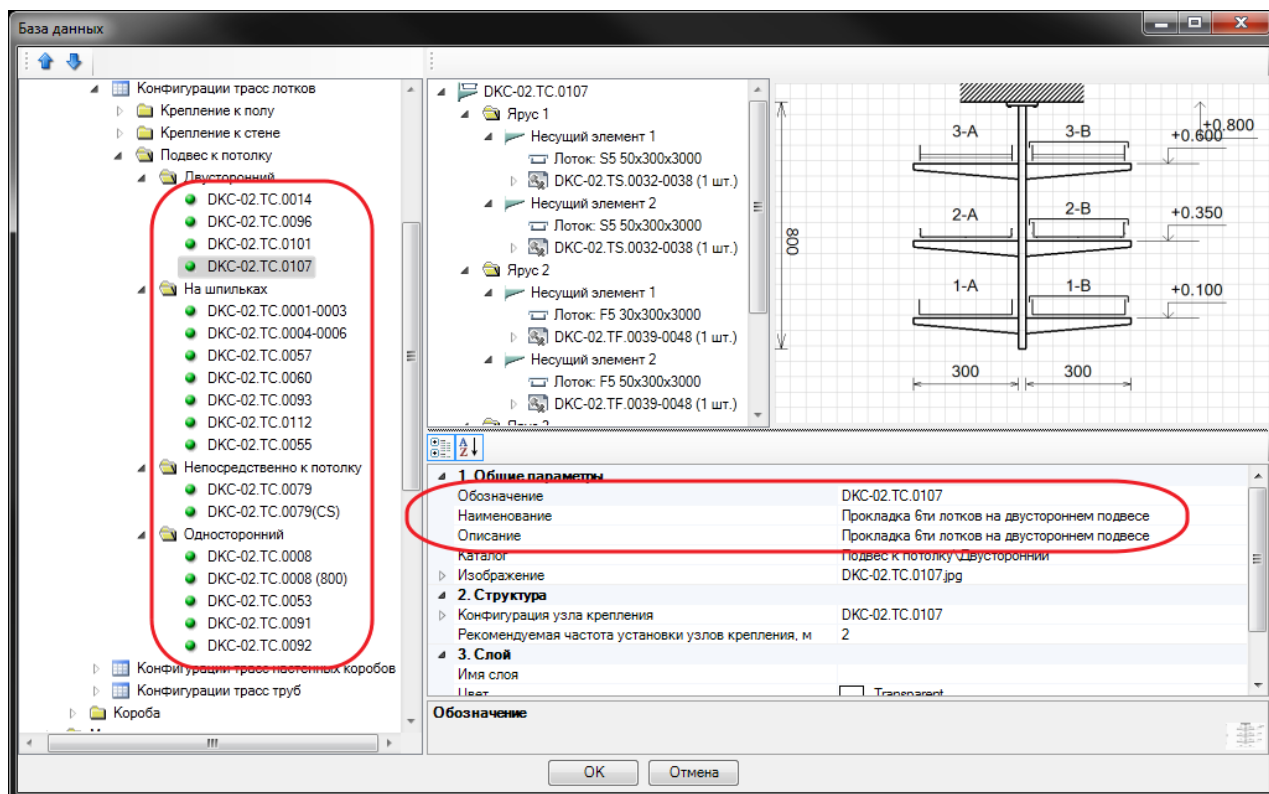 База данных
Конфигурации трасс лотков
Крепление к полу
Крепление к стене
Подвес к потолку
Двусторонний
DKC-02.TC.0014
DKC-02.TC.0096
DKC-02.TC.0101
DKC-02.TC.0107
На шпильках
DKC-02.TC.0001-0003
DKC-02.TC.0004-0006
DKC-02.TC.0057
DKC-02.TC.0060
DKC-02.TC.0093
DKC-02.TC.0112
DKC-02.TC.0055
Непосредственно к потолку
DKC-02.TC.0079
DKC-02.TC.0079(CS)
Односторонний
DKC-02.TC.0008
DKC-02.TC.0008 (800)
DKC-02.TC.0053
DKC-02.TC.0091
DKC-02.TC.0092
Конфигурации трасс настенных коробов
Конфигурации трасс труб
Короба
DKC-02.TC.0107
Ярус 1
Несущий элемент 1
Лоток: S5 50x300x3000
DKC-02.TS.0032-0038 (1 шт.)
Несущий элемент 2
Лоток: S5 50x300x3000
DKC-02.TS.0032-0038 (1 шт.)
Ярус 2
Несущий элемент 1
Лоток: F5 30x300x3000
DKC-02.TF.0039-0048 (1 шт.)
Несущий элемент 2
Лоток: F5 50x300x3000
DKC-02.TF.0039-0048 (1 шт.)
3-A 3-B +0.600 +0.800
2-A 2-B +0.350
800
1-A 1-B +0.100
300 300
1. Общие параметры
Обозначение DKC-02.TC.0107
Наименование Прокладка 6ти лотков на двустороннем подвесе
Описание Прокладка 6ти лотков на двустороннем подвесе
Каталог Подвес к потолку\Двусторонний
Изображение DKC-02.TC.0107.jpg
2. Структура
Конфигурация узла крепления DKC-02.TC.0107
Рекомендуемая частота установки узлов крепления, м 2
3. Слой
Имя слоя
Цвет Transparent
Обозначение
OK Отмена